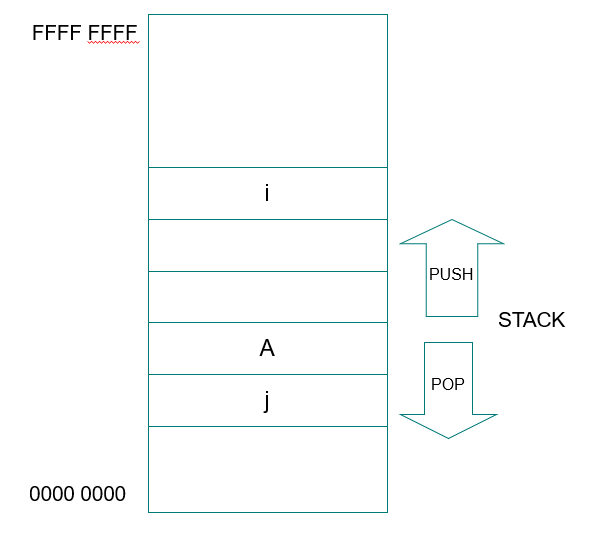 FFFF FFFF
i
PUSH
STACK
A
POP
j
0000 0000